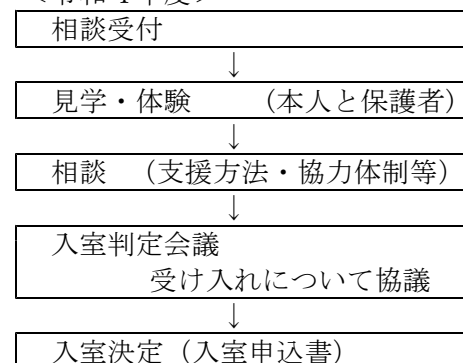 相談受付
↓
見学・体験　　（本人と保護者）
↓
相談　（支援方法・協力体制等）
↓
入室判定会議
受け入れについて協議
↓
入室決定（入室申込書）